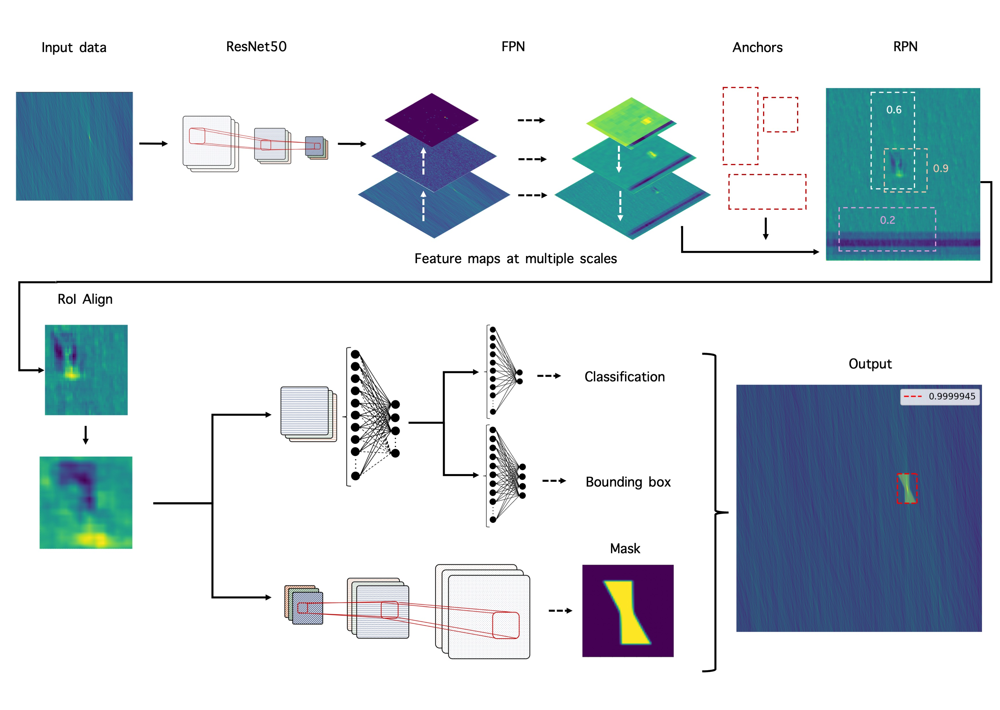 Input data
ResNet50
FPN
Anchors
RPN
0.6
0.9
0.2
Feature maps at multiple scales
RoI Align
Classification
Bounding box
Mask
Output
0.9999945